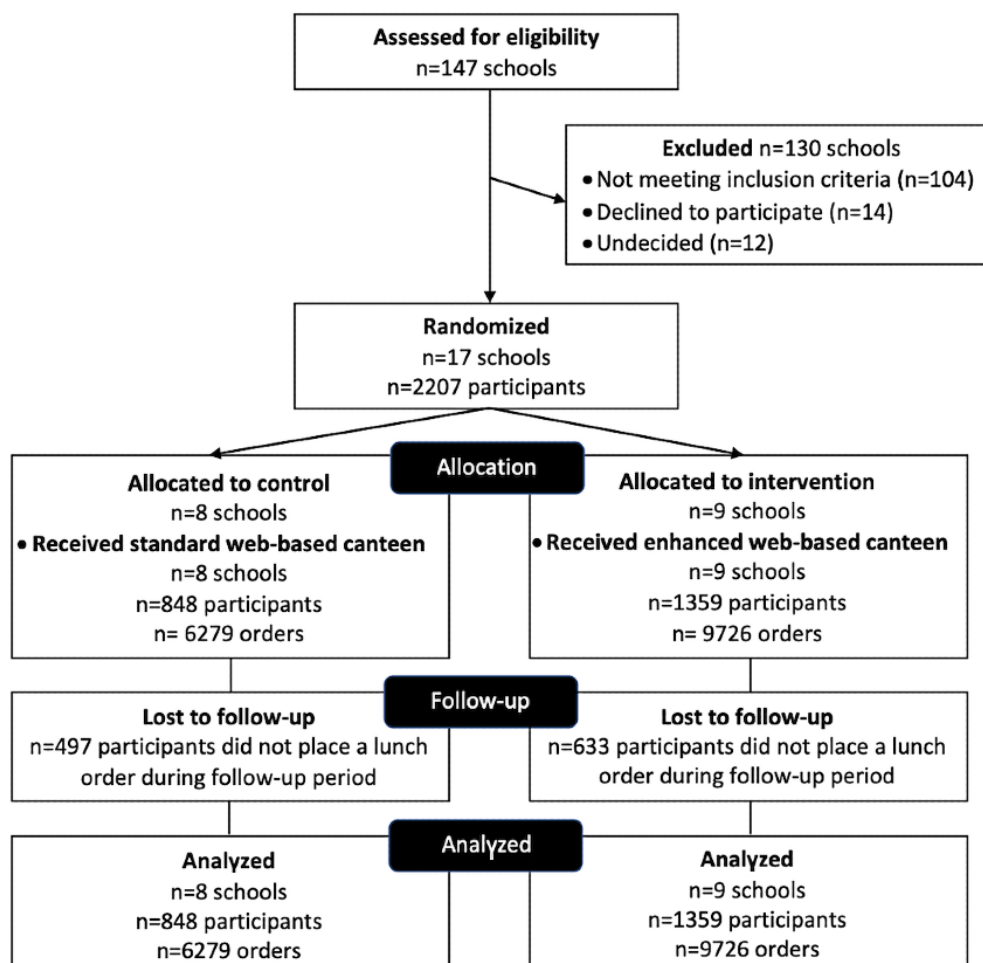 Assessed for eligibility
n=147 schools
Excluded n=130 schools
• Not meeting inclusion criteria (n=104)
• Declined to participate (n=14)
• Undecided (n=12)
Randomized
n=17 schools
n=2207 participants
Allocation
Allocated to control
n=8 schools
• Received standard web-based canteen
n=8 schools
n=848 participants
n= 6279 orders
Allocated to intervention
n=9 schools
• Received enhanced web-based canteen
n=9 schools
n=1359 participants
n= 9726 orders
Follow-up
Lost to follow-up
n=497 participants did not place a lunch
order during follow-up period
Lost to follow-up
n=633 participants did not place a lunch
order during follow-up period
Analyzed
Analyzed
n=8 schools
n=848 participants
n=6279 orders
Analyzed
n=9 schools
n=1359 participants
n=9726 orders